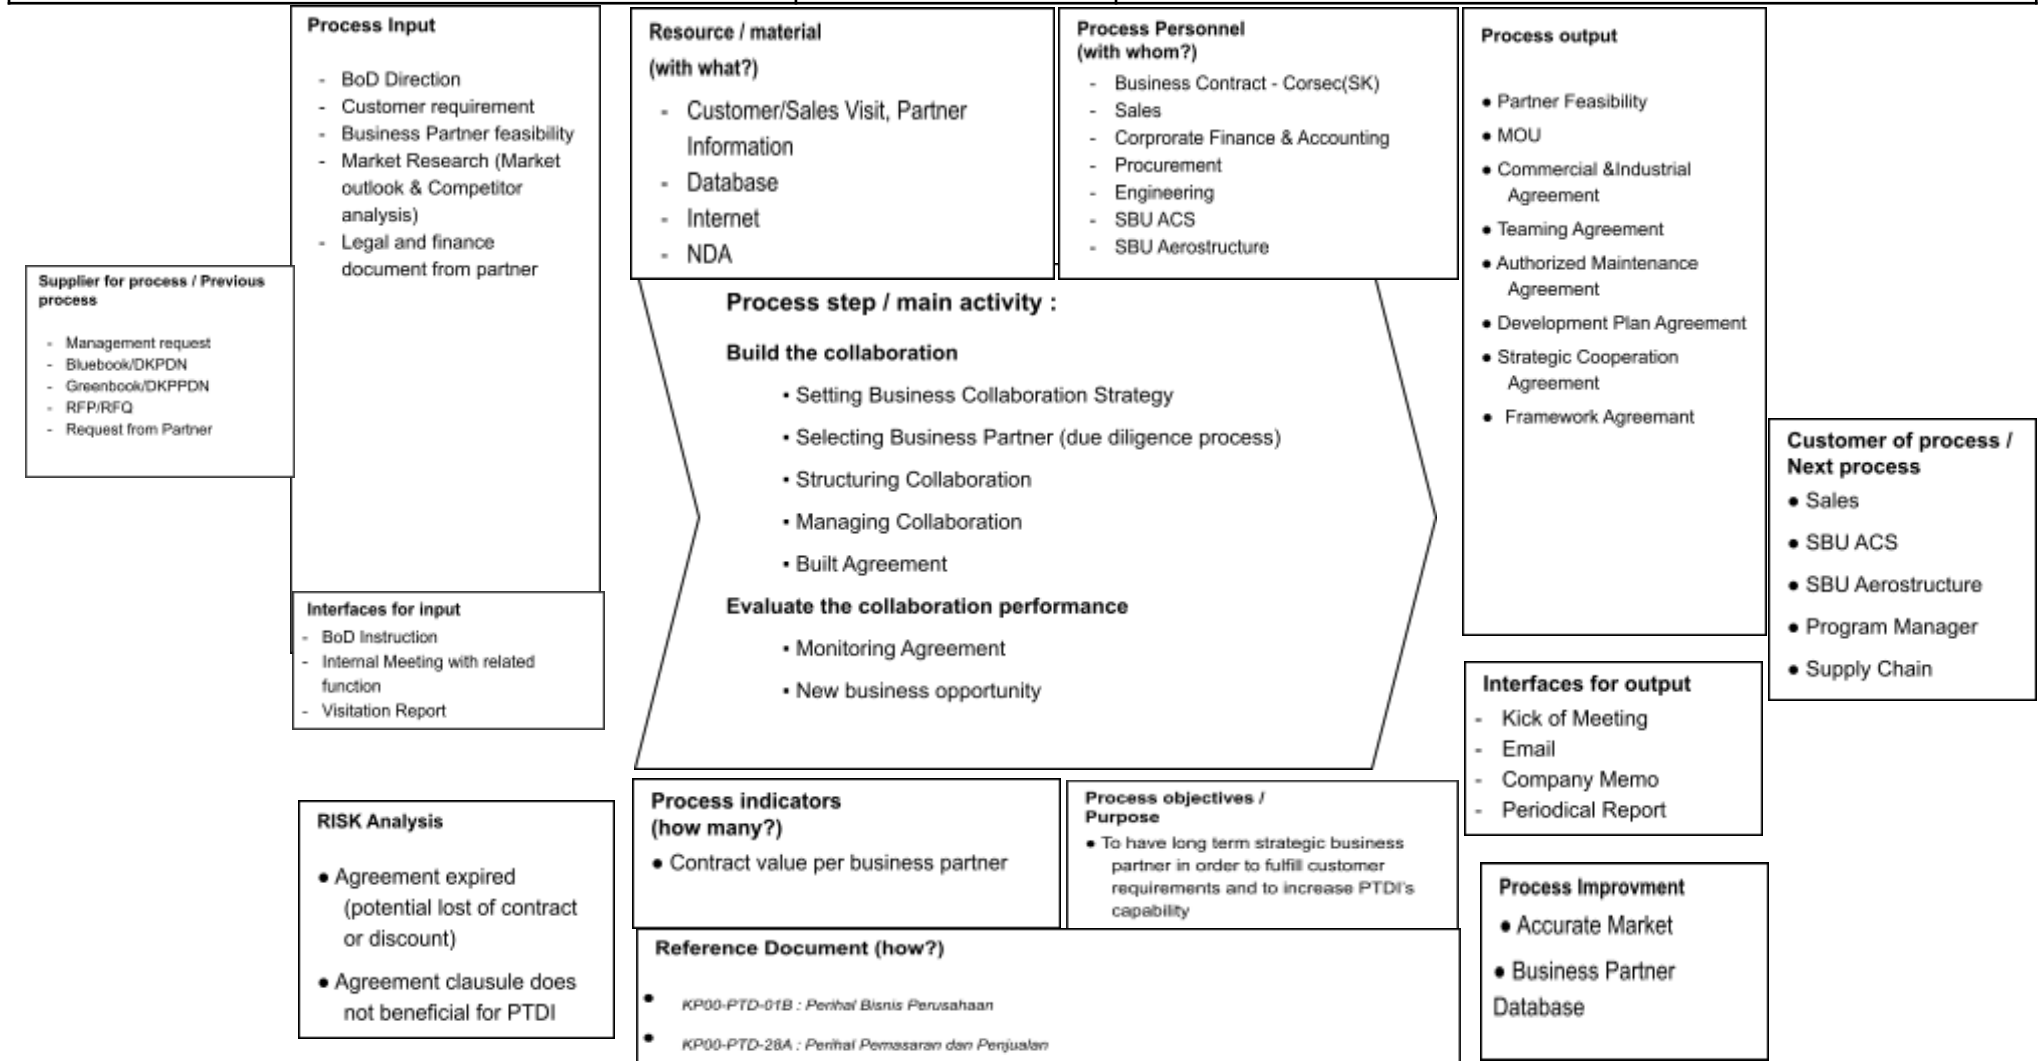 Process Input
- BoD Direction
- Customer requirement
- Business Partner feasibility
- Market Research (Market
outlook & Competitor
analysis)
- Legal and finance
document from partner
Supplier for process / Previous
process
- Management request
- Bluebook/DKPDN
- Greenbook/DKPPDN
- RFP/RFQ
- Request from Partner
Interfaces for input
- BoD Instruction
- Internal Meeting with related
function
- Visitation Report
RISK Analysis
● Agreement expired
(potential lost of contract
or discount)
● Agreement clausule does
not beneficial for PTDI
Resource / material
(with what?)
- Customer/Sales Visit, Partner
Information
- Database
- Internet
- NDA
Process Personnel
(with whom?)
- Business Contract - Corsec(SK)
- Sales
- Corprorate Finance & Accounting
- Procurement
- Engineering
- SBU ACS
- SBU Aerostructure
Process step / main activity :
Build the collaboration
• Setting Business Collaboration Strategy
• Selecting Business Partner (due diligence process)
• Structuring Collaboration
• Managing Collaboration
• Built Agreement
Evaluate the collaboration performance
• Monitoring Agreement
• New business opportunity
Process indicators
(how many?)
● Contract value per business partner
Process objectives /
Purpose
● To have long term strategic business
partner in order to fulfill customer
requirements and to increase PTDI's
capability
Reference Document (how?)
● KP00-PTD-01B : Perihal Bisnis Perusahaan
● KP00-PTD-28A : Perihal Pemasaran dan Penjualan
Process output
● Partner Feasibility
● MOU
● Commercial &Industrial
Agreement
● Teaming Agreement
● Authorized Maintenance
Agreement
● Development Plan Agreement
● Strategic Cooperation
Agreement
● Framework Agreemant
Customer of process /
Next process
● Sales
● SBU ACS
● SBU Aerostructure
● Program Manager
● Supply Chain
Interfaces for output
- Kick of Meeting
- Email
- Company Memo
- Periodical Report
Process Improvment
● Accurate Market
● Business Partner
Database